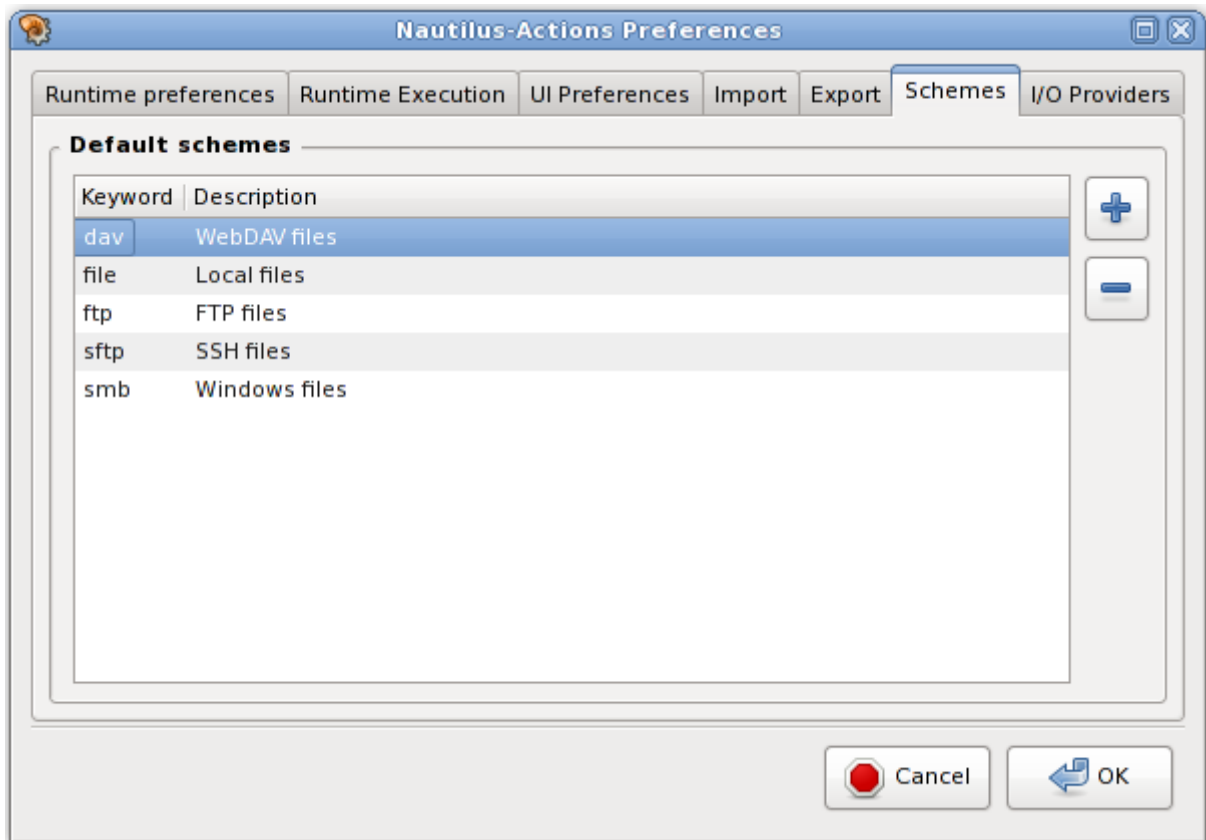 Nautilus-Actions Preferences
Runtime preferences Runtime Execution UI Preferences Import Export Schemes I/O Providers
Default schemes
Keyword Description
dav WebDAV files
file Local files
ftp FTP files
sftp SSH files
smb Windows files
Cancel OK